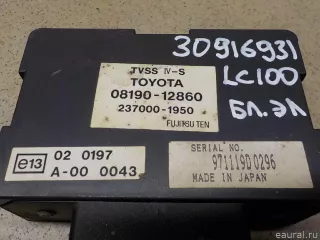 30916931
LC100
БЛ.ЭЛ
TVSS IV-S
TOYOTA
08190-12860
237000-1950
FUJITSU TEN
e13
02 0197
A-00 0043
SERIAL NO.
971119D0296
MADE IN JAPAN
© eaural.ru